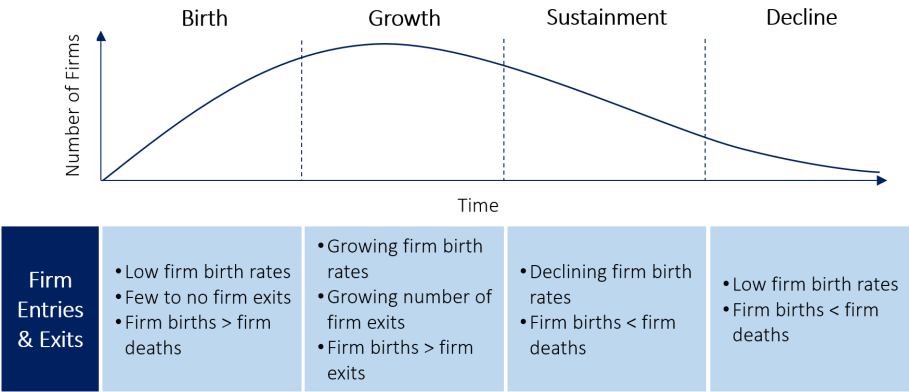 Birth
Growth
Sustainment
Decline
Number of Firms
Time
Firm
Entries
& Exits
•Low firm birth rates
•Few to no firm exits
•Firm births > firm
deaths
•Growing firm birth
rates
•Growing number of
firm exits
•Firm births > firm
exits
•Declining firm birth
rates
•Firm births < firm
deaths
•Low firm birth rates
•Firm births < firm
deaths